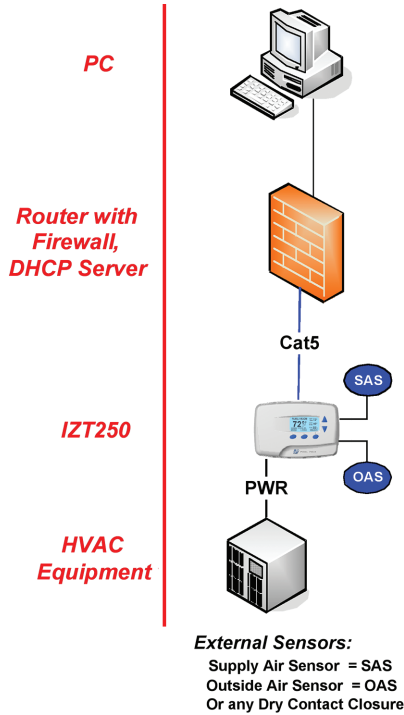 PC
Router with
Firewall,
DHCP Server
Cat5
SAS
IZT250
72
OAS
PWR
HVAC
Equipment
External Sensors:
Supply Air Sensor = SAS
Outside Air Sensor = OAS
Or any Dry Contact Closure